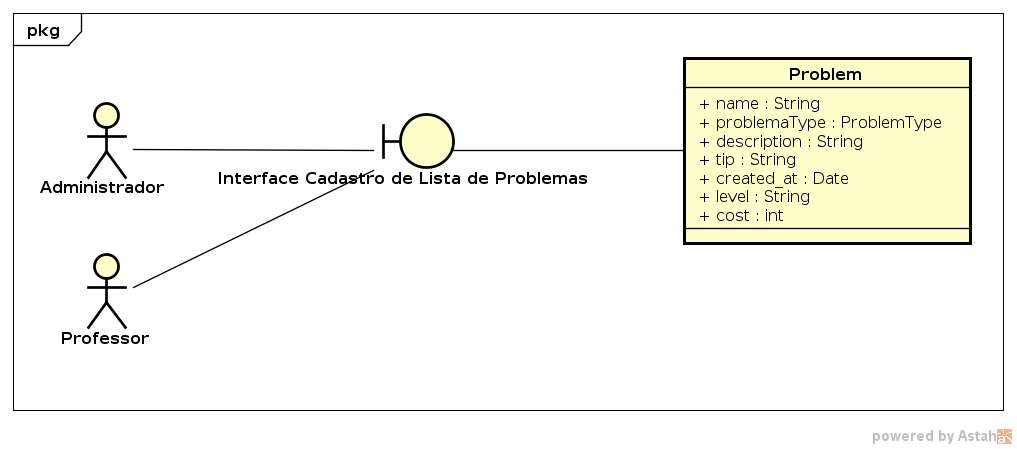 pkg
Problem
+ name : String
+ problemaType : ProblemType
+ description : String
+ tip : String
+ created_at : Date
+ level : String
+ cost : int
Administrador
Interface Cadastro de Lista de Problemas
Professor
powered by Astah